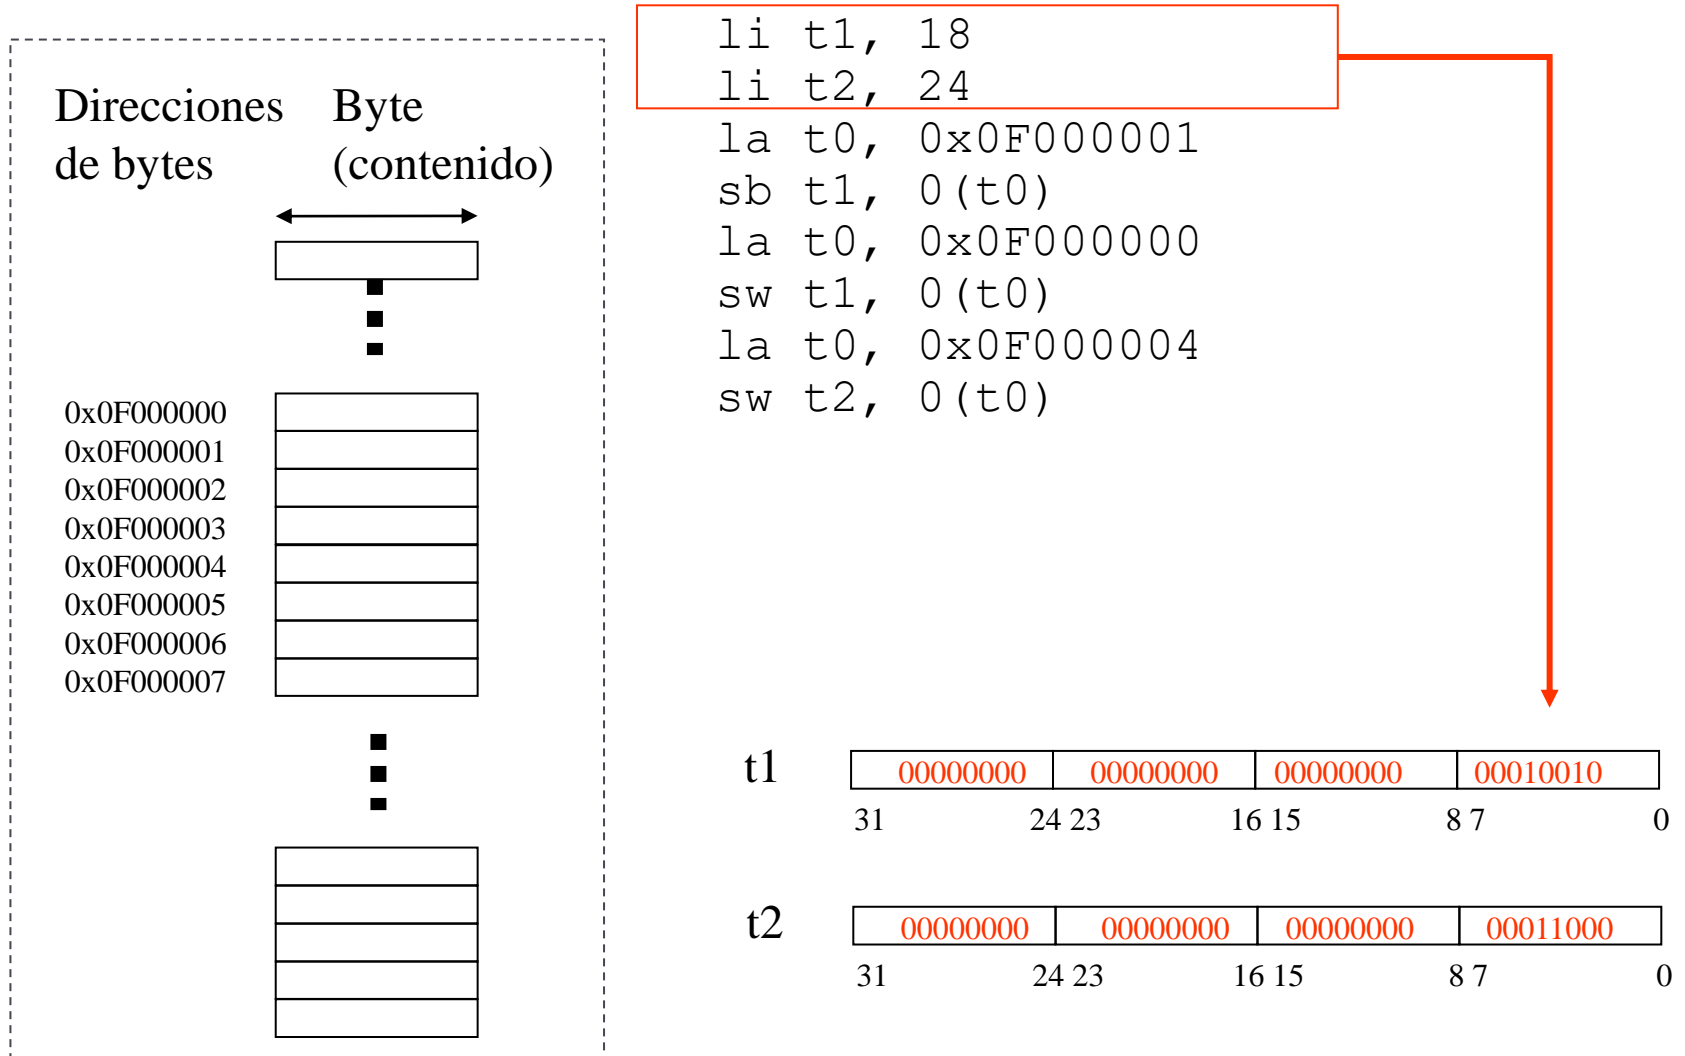 li t1, 18
li t2, 24
la t0, 0x0F000001
sb t1, 0(t0)
la t0, 0x0F000000
sw t1, 0(t0)
la t0, 0x0F000004
sw t2, 0(t0)
Direcciones de bytes
Byte (contenido)
0x0F000000
0x0F000001
0x0F000002
0x0F000003
0x0F000004
0x0F000005
0x0F000006
0x0F000007
t1 00000000 00000000 00000000 00010010
31 24 23 16 15 8 7 0
t2 00000000 00000000 00000000 00011000
31 24 23 16 15 8 7 0